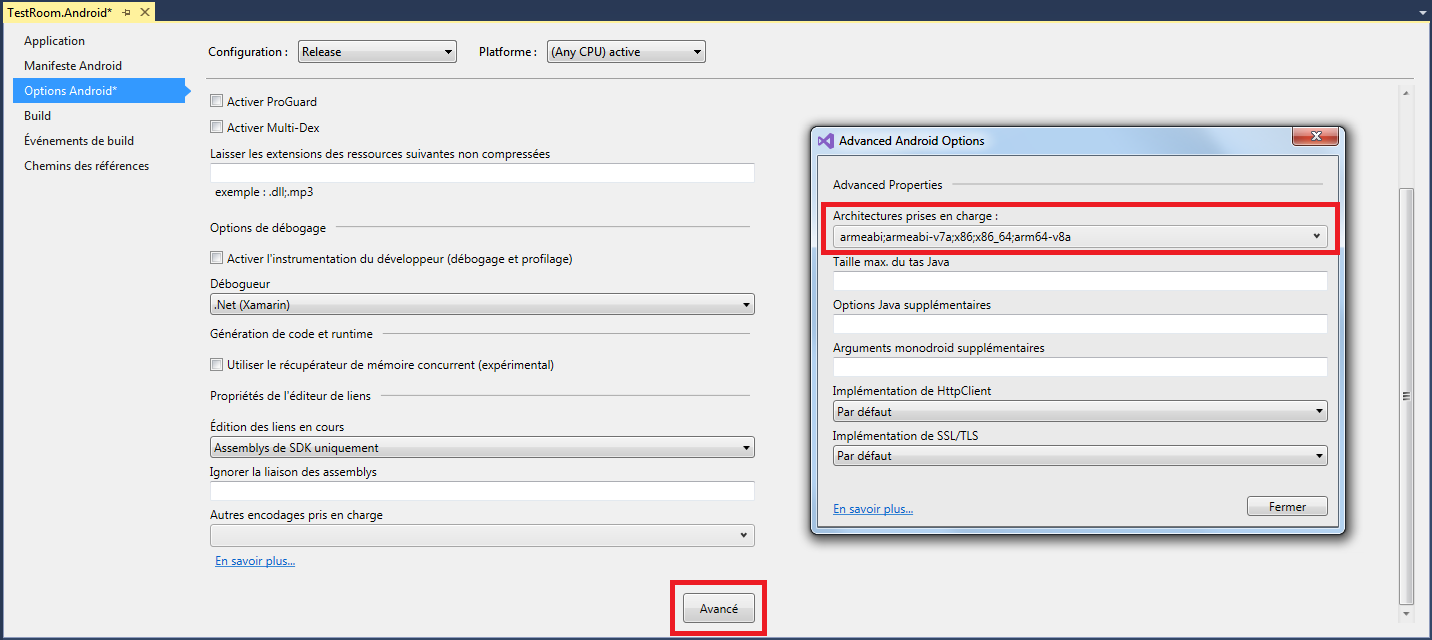 TestRoom.Android*
Application
Manifeste Android
Options Android*
Build
Événements de build
Chemins des références
Configuration : Release Platforme : (Any CPU) active
Activer ProGuard
Activer Multi-Dex
Laisser les extensions des ressources suivantes non compressées
exemple : .dll;.mp3
Options de débogage
Activer l'instrumentation du développeur (débogage et profilage)
Débogueur
.Net (Xamarin)
Génération de code et runtime
Utiliser le récupérateur de mémoire concurrent (expérimental)
Propriétés de l'éditeur de liens
Édition des liens en cours
Assemblys de SDK uniquement
Ignorer la liaison des assemblys
Autres encodages pris en charge
En savoir plus...
Avancé
Advanced Android Options
Advanced Properties
Architectures prises en charge :
armeabi;armeabi-v7a;x86;x86_64;arm64-v8a
Taille max. du tas Java
Options Java supplémentaires
Arguments monodroid supplémentaires
Implémentation de HttpClient
Par défaut
Implémentation de SSL/TLS
Par défaut
En savoir plus...
Fermer